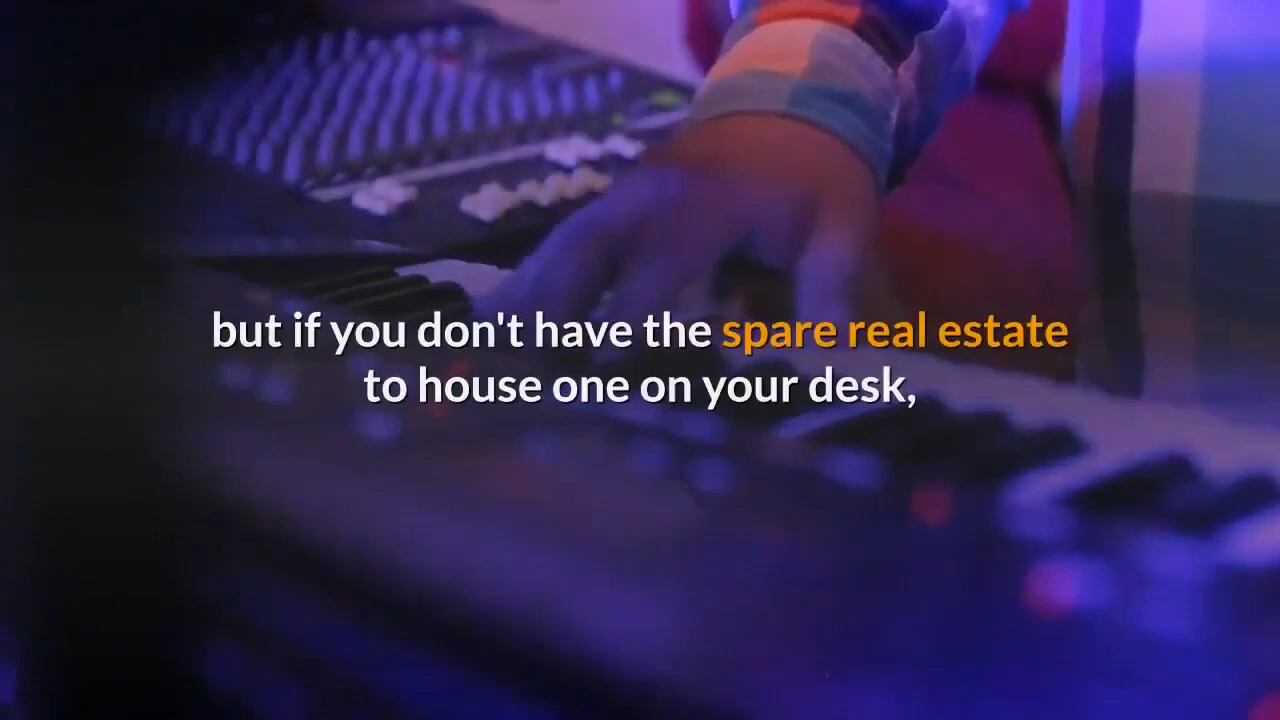 but if you don't have the spare real estate
to house one on your desk,